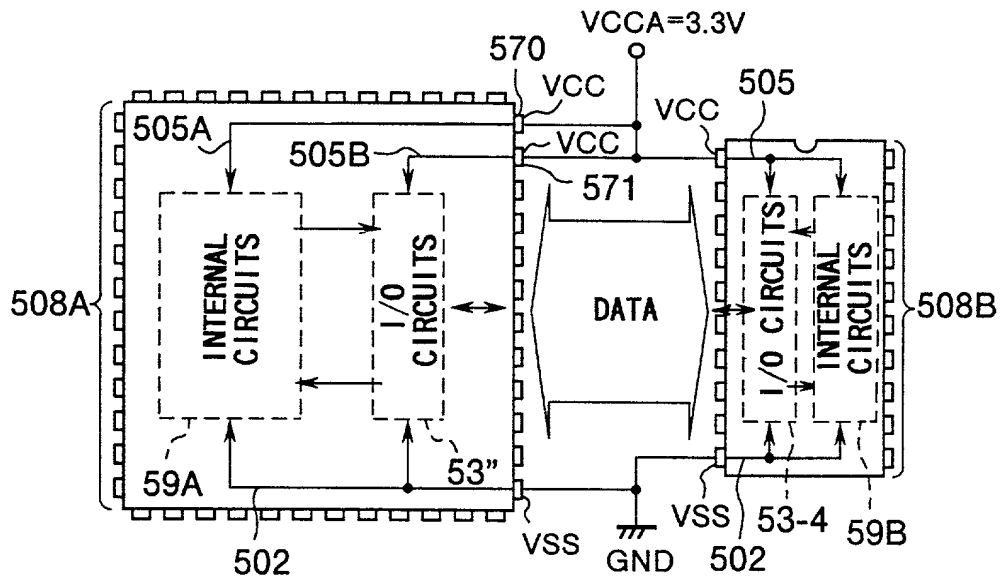 VCCA=3.3V
570
VCC
505A
505B
VCC
571
VCC
505
508A
INTERNAL
CIRCUITS
I/O
CIRCUITS
DATA
I/O CIRCUITS
INTERNAL
CIRCUITS
508B
59A
53”
502
VSS
GND
VSS
502
53-4
59B